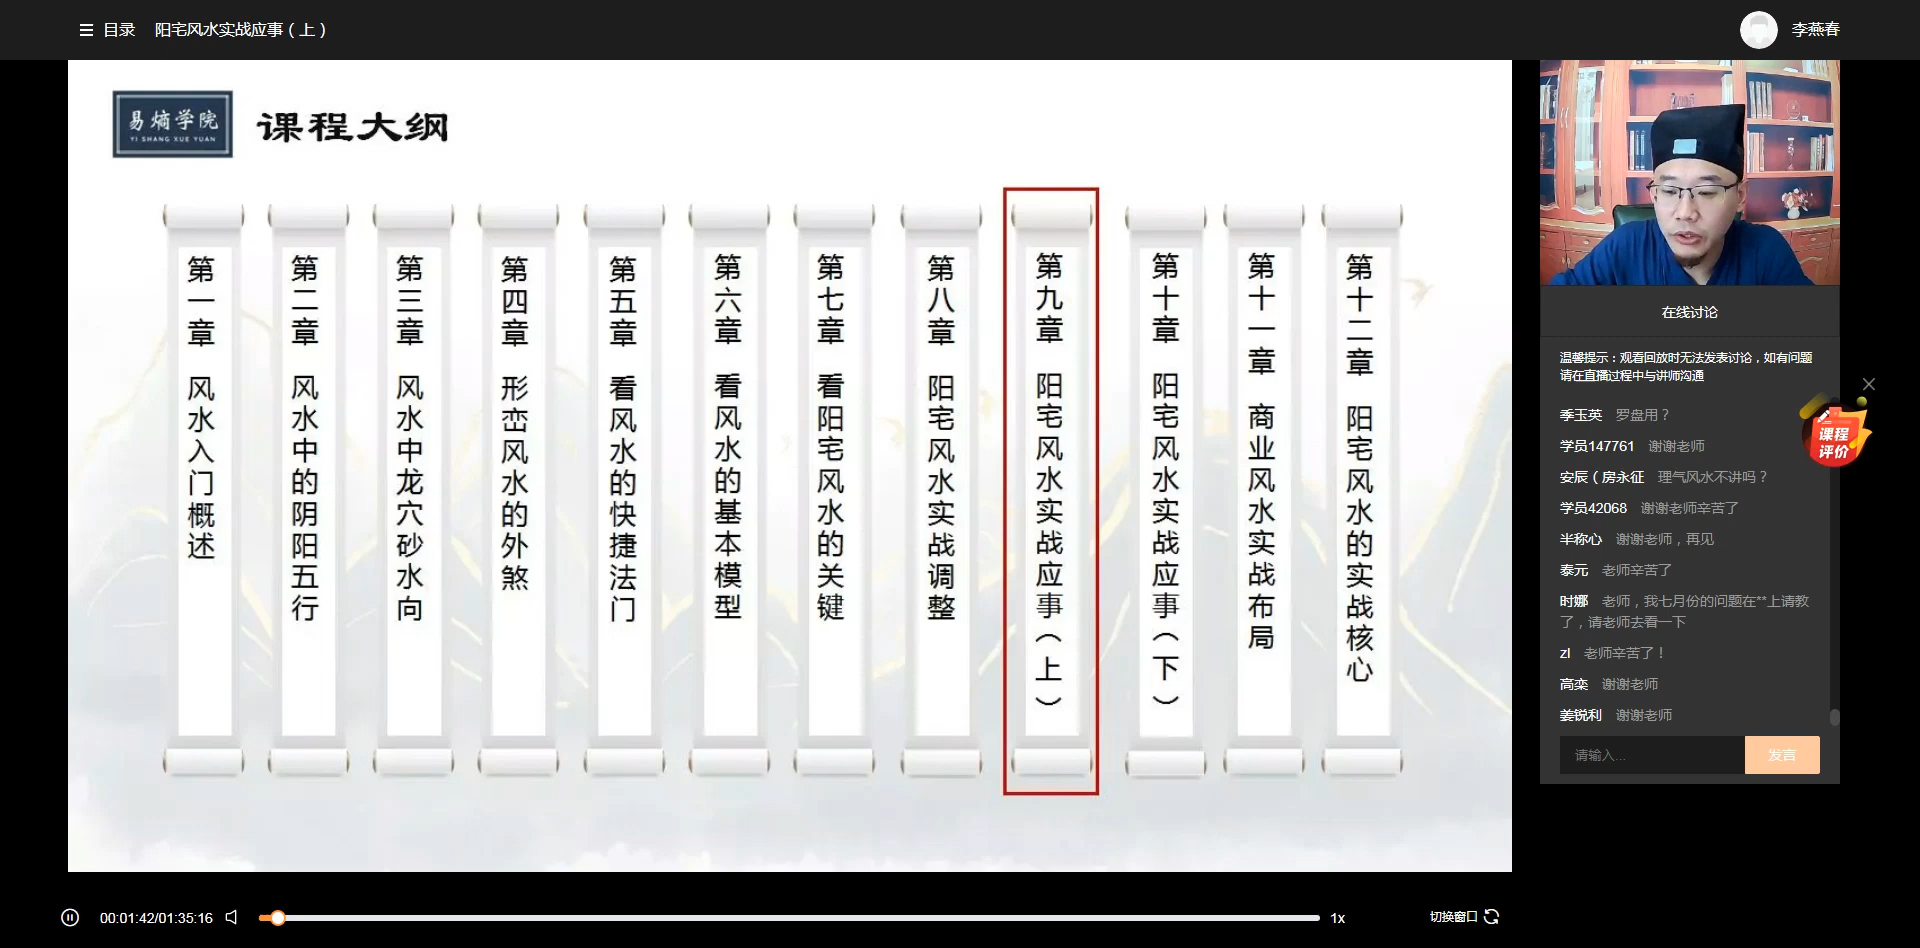 目录 阳宅风水实战应事（上）
李燕春
易熵学院
YI SHANG XUE YUAN
课程大纲
第一章 风水入门概述
第二章 风水中的阴阳五行
第三章 风水中龙穴砂水向
第四章 形峦风水的外煞
第五章 看风水的快捷法门
第六章 看风水的基本模型
第七章 看阳宅风水的关键
第八章 阳宅风水实战调整
第九章 阳宅风水实战应事（上）
第十章 阳宅风水实战应事（下）
第十一章 商业风水实战布局
第十二章 阳宅风水的实战核心
在线讨论
温馨提示：观看回放时无法发表讨论，如有问题
请在直播过程中与讲师沟通
季玉英 罗盘用？
学员147761 谢谢老师
安辰（房永征 理气风水不讲吗？
学员42068 谢谢老师辛苦了
半称心 谢谢老师，再见
泰元 老师辛苦了
时娜 老师，我七月份的问题在**上请教
了，请老师去看一下
zl 老师辛苦了！
高栾 谢谢老师
姜锐利 谢谢老师
课程
评价
请输入...
发言
00:01:42/01:35:16
1x
切换窗口